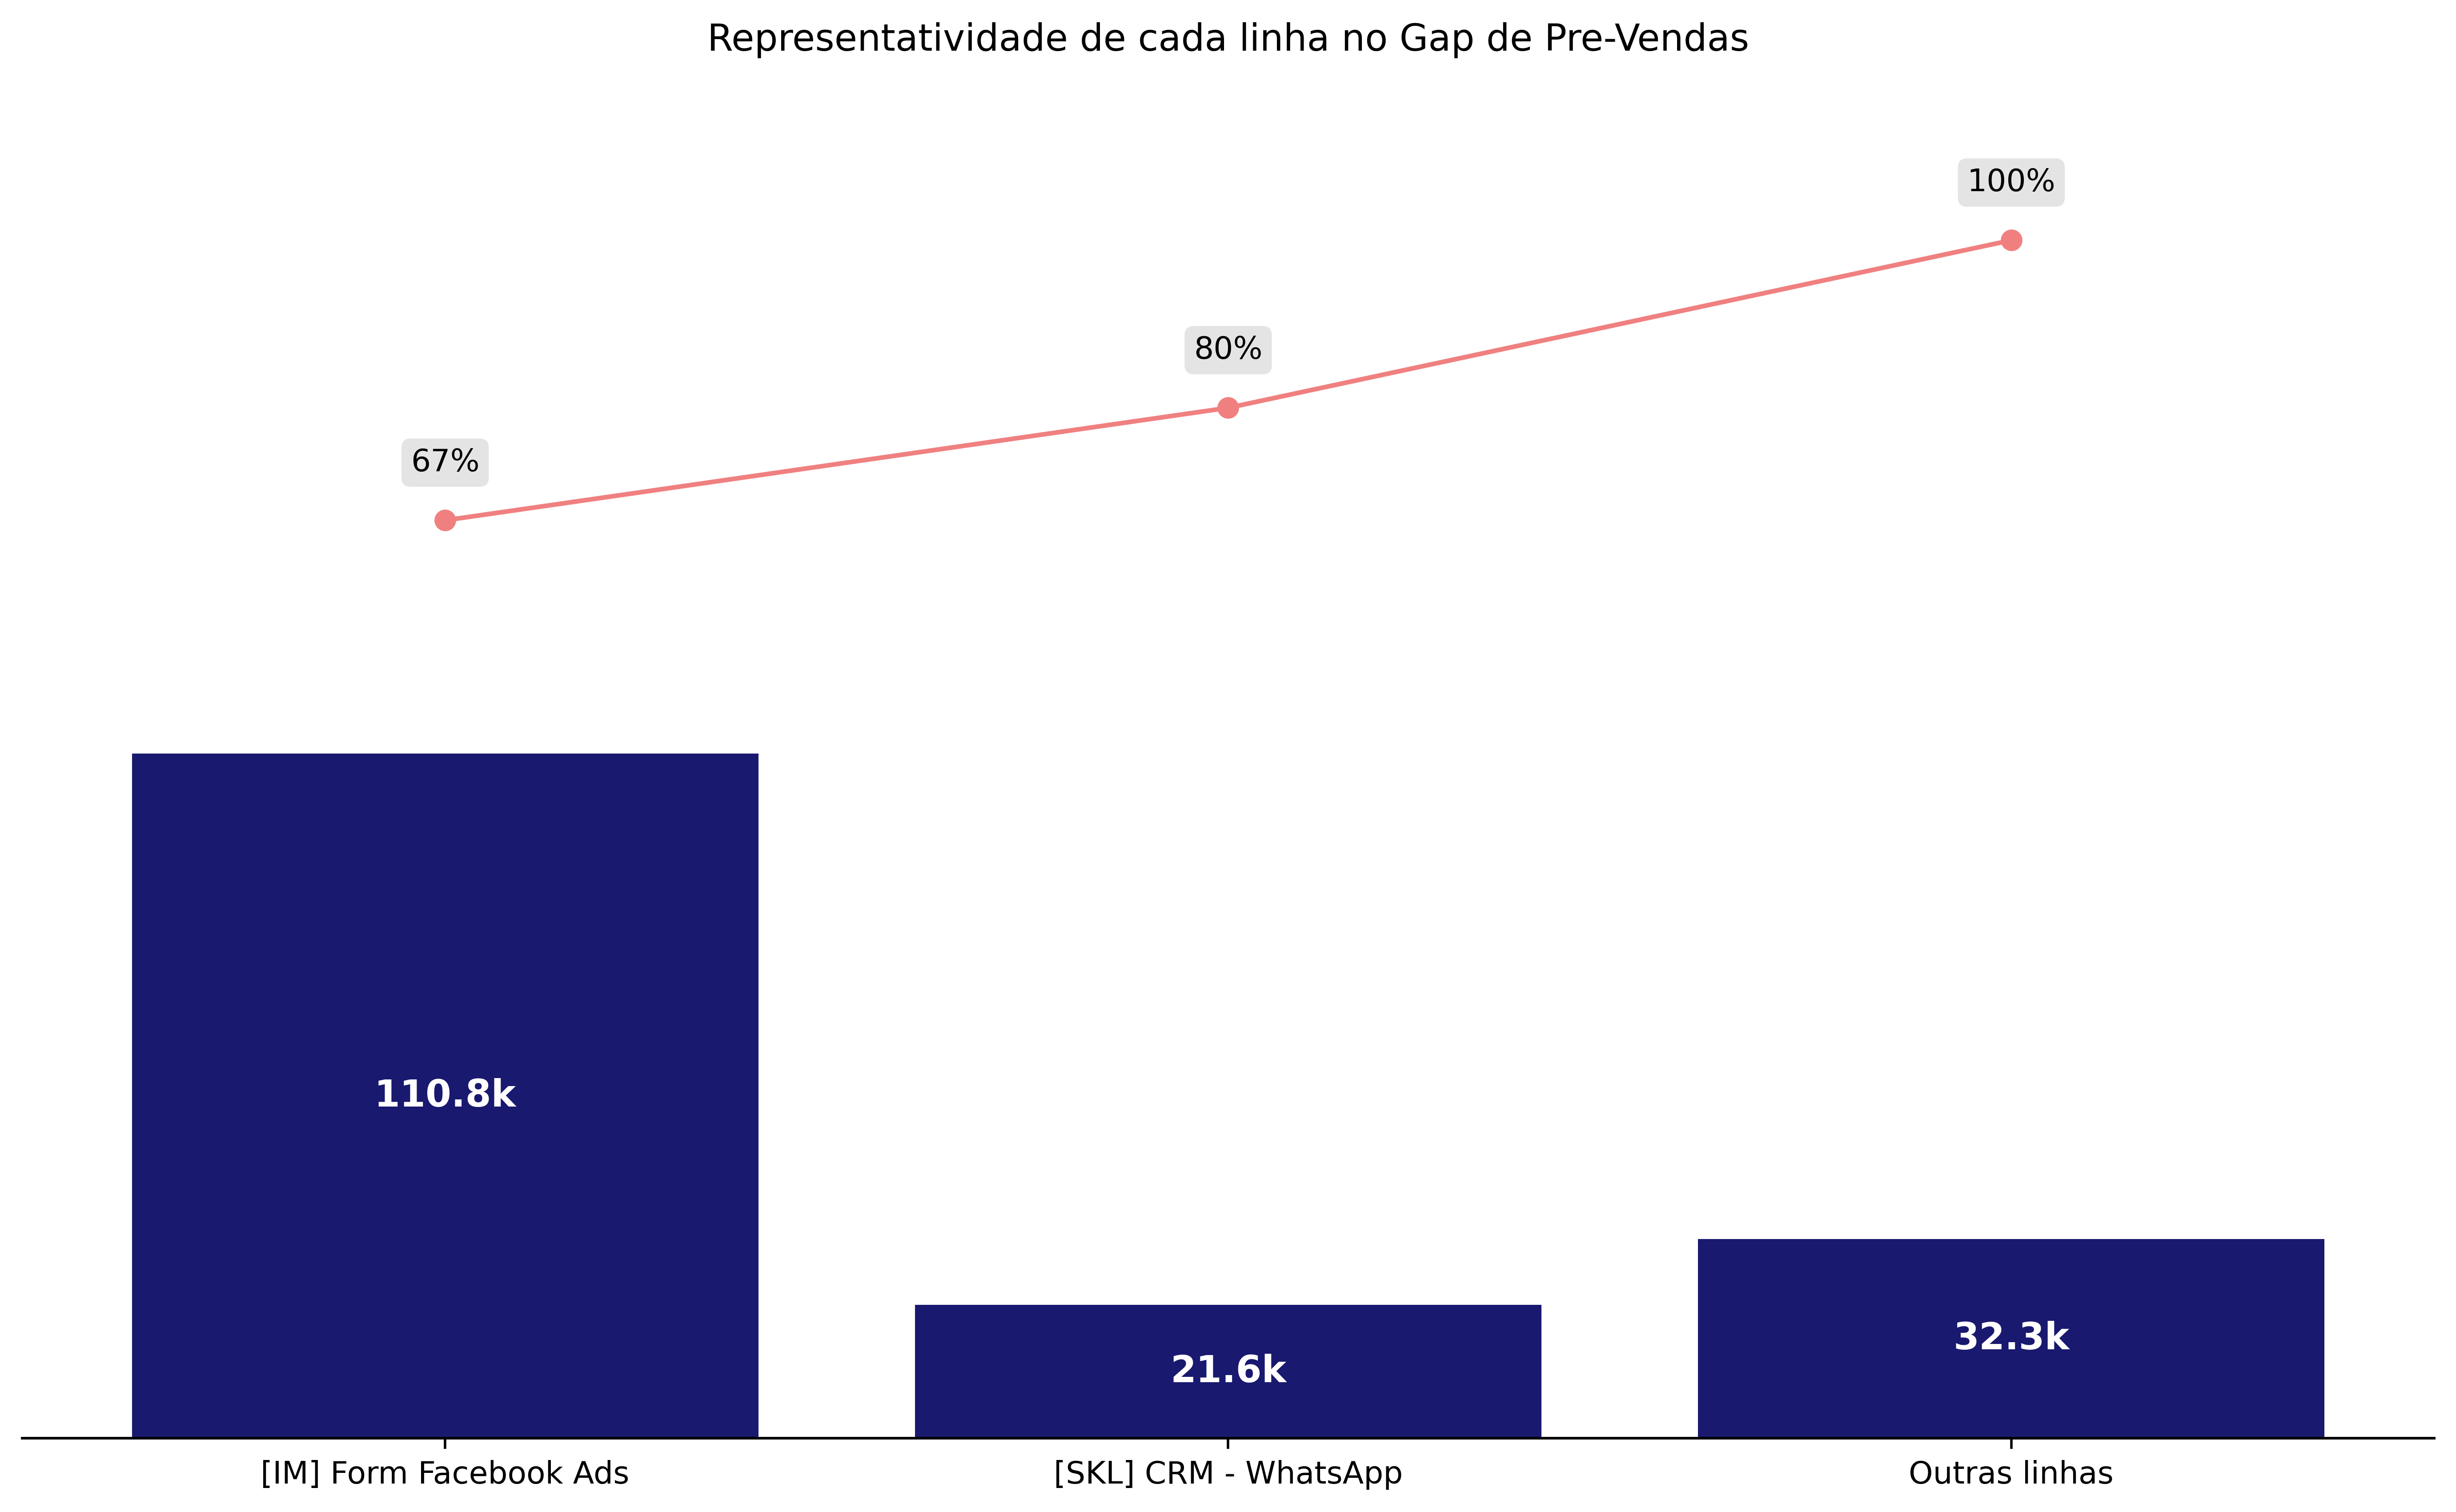 Representatividade de cada linha no Gap de Pre-Vendas
100%
80%
67%
110.8k
21.6k
32.3k
[IM] Form Facebook Ads
[SKL] CRM - WhatsApp
Outras linhas